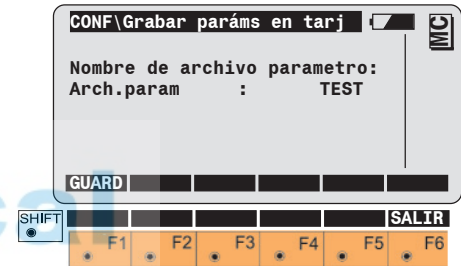 CONF\Grabar paráms en tarj
MC
Nombre de archivo parametro:
Arch.param : TEST
GUARD
SHIFT
SALIR
F1 F2 F3 F4 F5 F6
cal